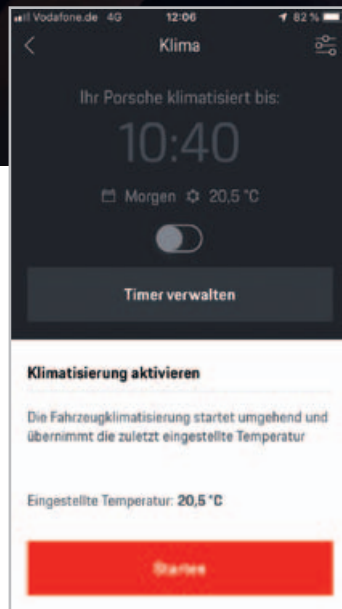 Vodafone.de 4G 12:06 82 %
Klima
Ihr Porsche klimatisiert bis:
10:40
Morgen 20,5 °C
Timer verwalten
Klimatisierung aktivieren
Die Fahrzeugklimatisierung startet umgehend und
übernimmt die zuletzt eingestellte Temperatur
Eingestellte Temperatur: 20,5 °C
Starten